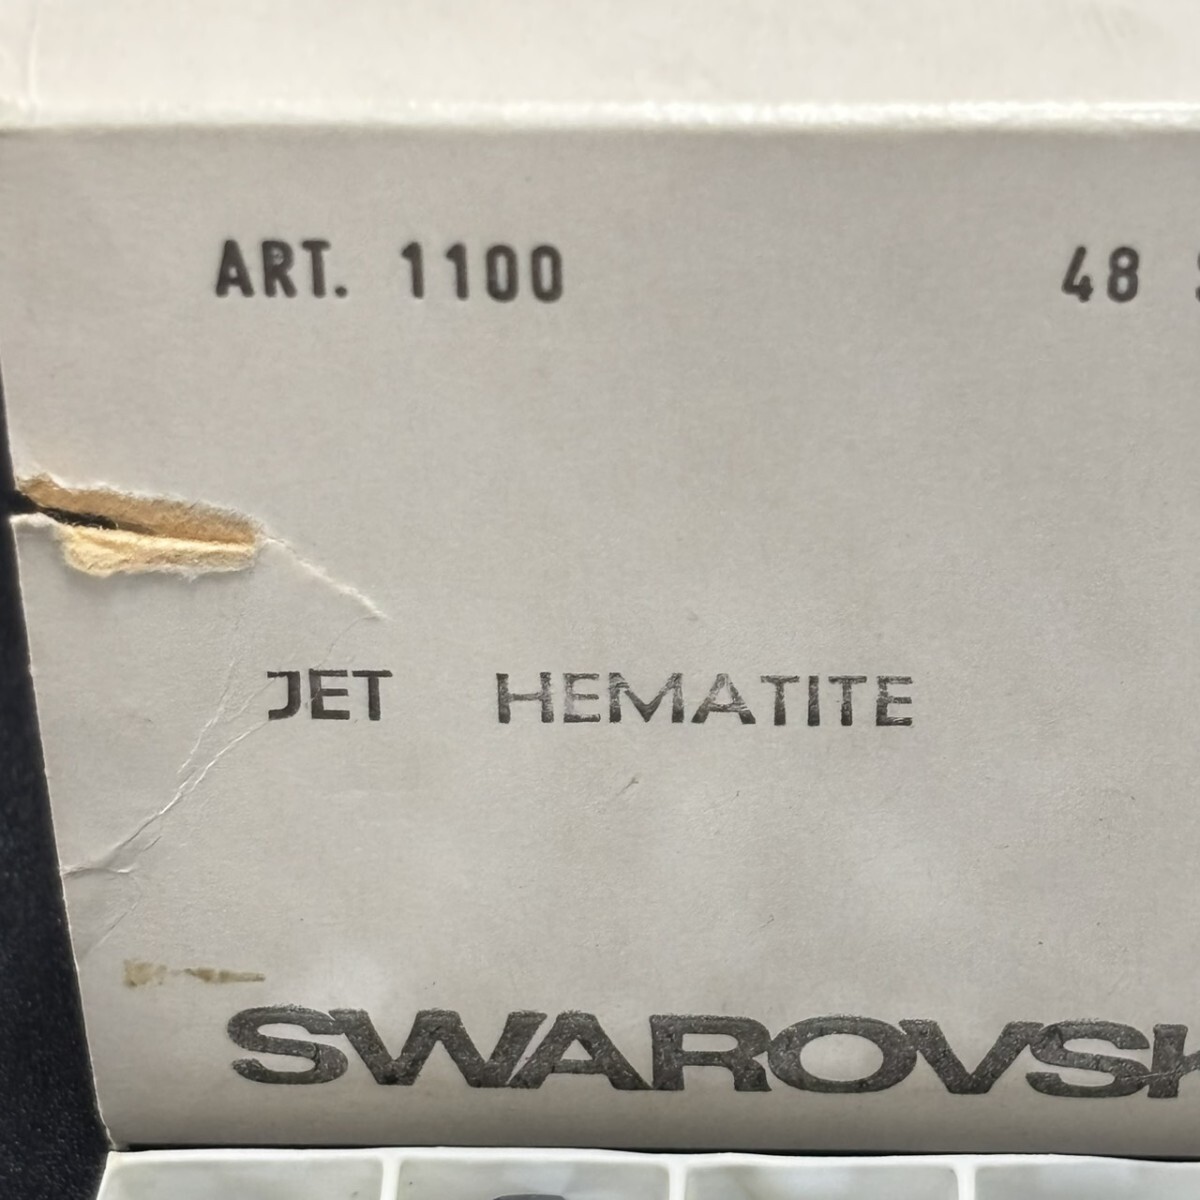 ART. 1100 48
JET HEMATITE
SWAROVSK